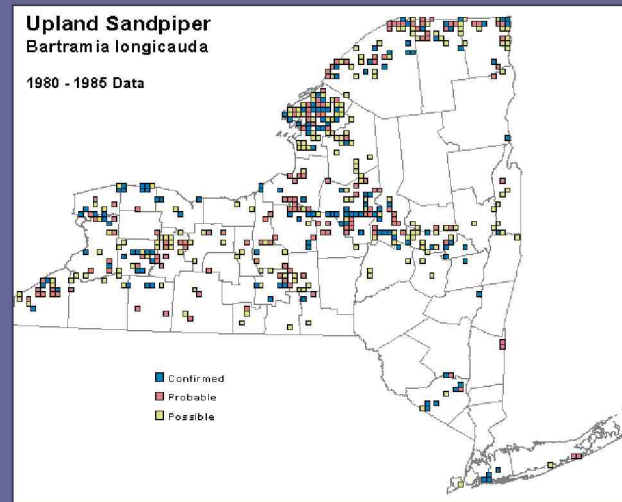 Upland Sandpiper
Bartramia longicauda
1980 - 1985 Data
Confirmed
Probable
Possible